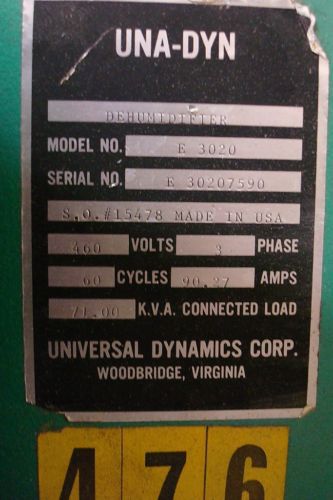 UNA-DYN
DEHUMIDIFIER
MODEL NO. E 3020
SERIAL NO. E 30207590
S.O.#15478 MADE IN USA
460 VOLTS 3 PHASE
60 CYCLES 90.27 AMPS
71.00 K.V.A. CONNECTED LOAD
UNIVERSAL DYNAMICS CORP.
WOODBRIDGE, VIRGINIA
476